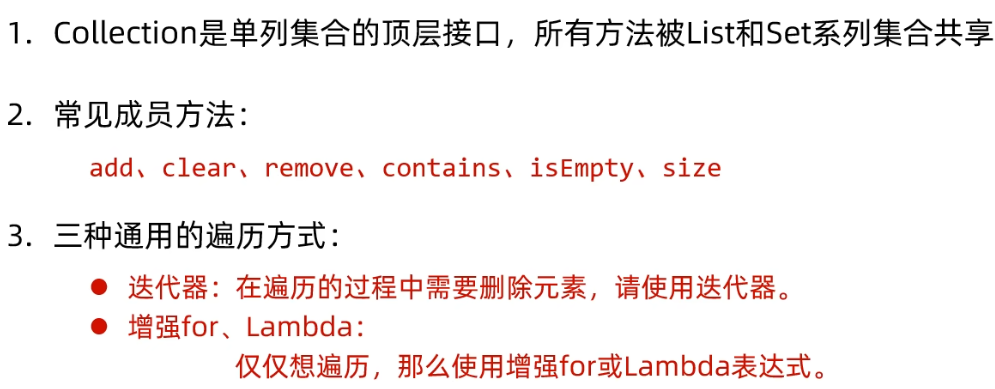 1. Collection是单列集合的顶层接口，所有方法被List和Set系列集合共享
2. 常见成员方法：
add、clear、remove、contains、isEmpty、size
3. 三种通用的遍历方式：
● 迭代器：在遍历的过程中需要删除元素，请使用迭代器。
● 增强for、Lambda：
仅仅想遍历，那么使用增强for或Lambda表达式。